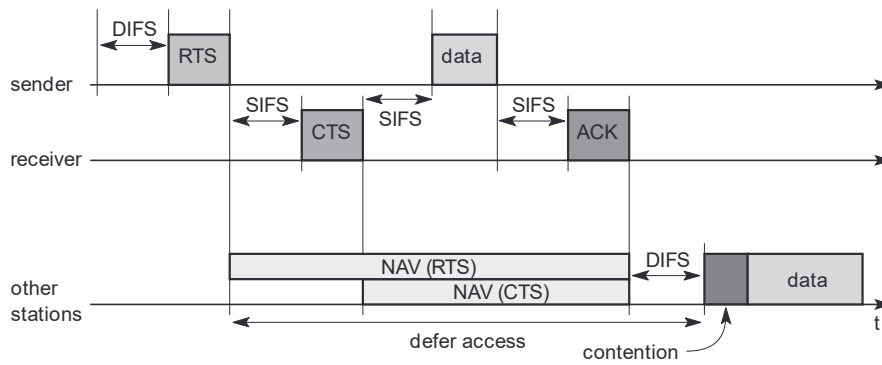 DIFS
RTS
data
sender
SIFS
SIFS
SIFS
CTS
ACK
receiver
NAV (RTS)
DIFS
NAV (CTS)
data
other
stations
t
defer access
contention